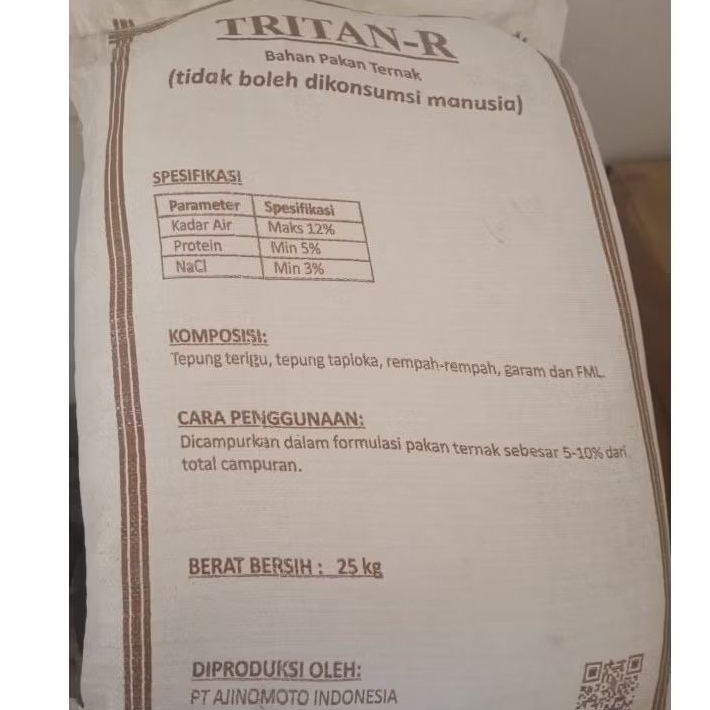 TRITAN-R
Bahan Pakan Ternak
(tidak boleh dikonsumsi manusia)
SPESIFIKASI
Parameter Spesifikasi
Kadar Air Maks 12%
Protein Min 5%
NaCl Min 3%
KOMPOSISI:
Tepung terigu, tepung tapioka, rempah-rempah, garam dan FML
CARA PENGGUNAAN:
Dicampurkan dalam formulasi pakan ternak sebesar 5-10% dari
total campuran.
BERAT BERSIH : 25 kg
DIPRODUKSI OLEH:
PT AJINOMOTO INDONESIA